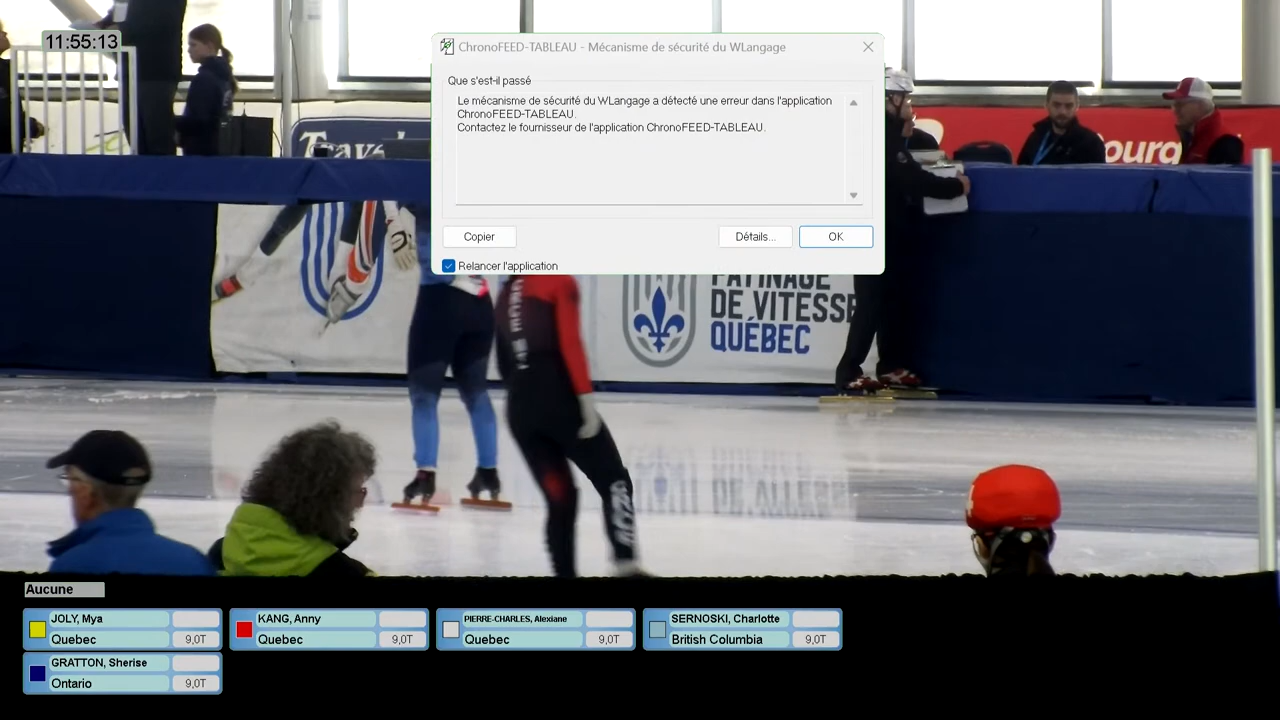 11:55:13
ChronoFEED-TABLEAU - Mécanisme de sécurité du WLangage
Que s'est-il passé
Le mécanisme de sécurité du WLangage a détecté une erreur dans l'application
ChronoFEED-TABLEAU.
Contactez le fournisseur de l'application ChronoFEED-TABLEAU.
Copier
Détails...
OK
Relancer l'application
PATINAGE
DE VITESSE
QUÉBEC
Aucune
JOLY, Mya
Quebec 9,0T
KANG, Anny
Quebec 9,0T
PIERRE-CHARLES, Alexiane
Quebec 9,0T
SERNOSKI, Charlotte
British Columbia 9,0T
GRATTON, Sherise
Ontario 9,0T